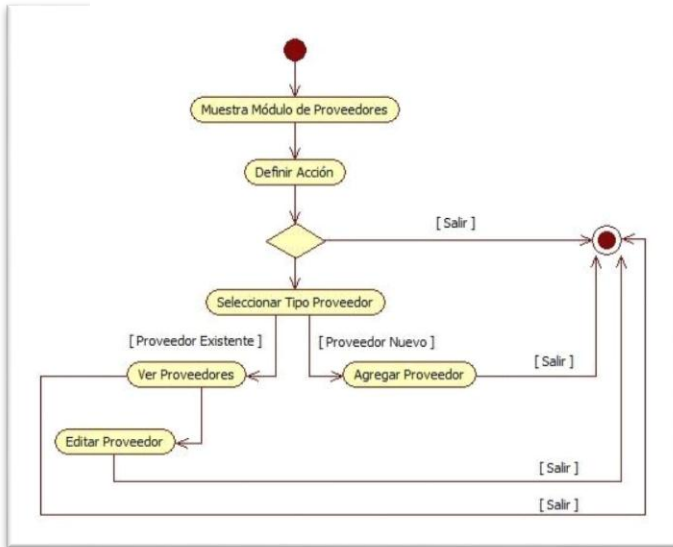 Muestra Módulo de Proveedores
Definir Acción
[ Salir ]
Seleccionar Tipo Proveedor
[ Proveedor Existente ]
[ Proveedor Nuevo ]
Ver Proveedores
Agregar Proveedor
[ Salir ]
Editar Proveedor
[ Salir ]
[ Salir ]